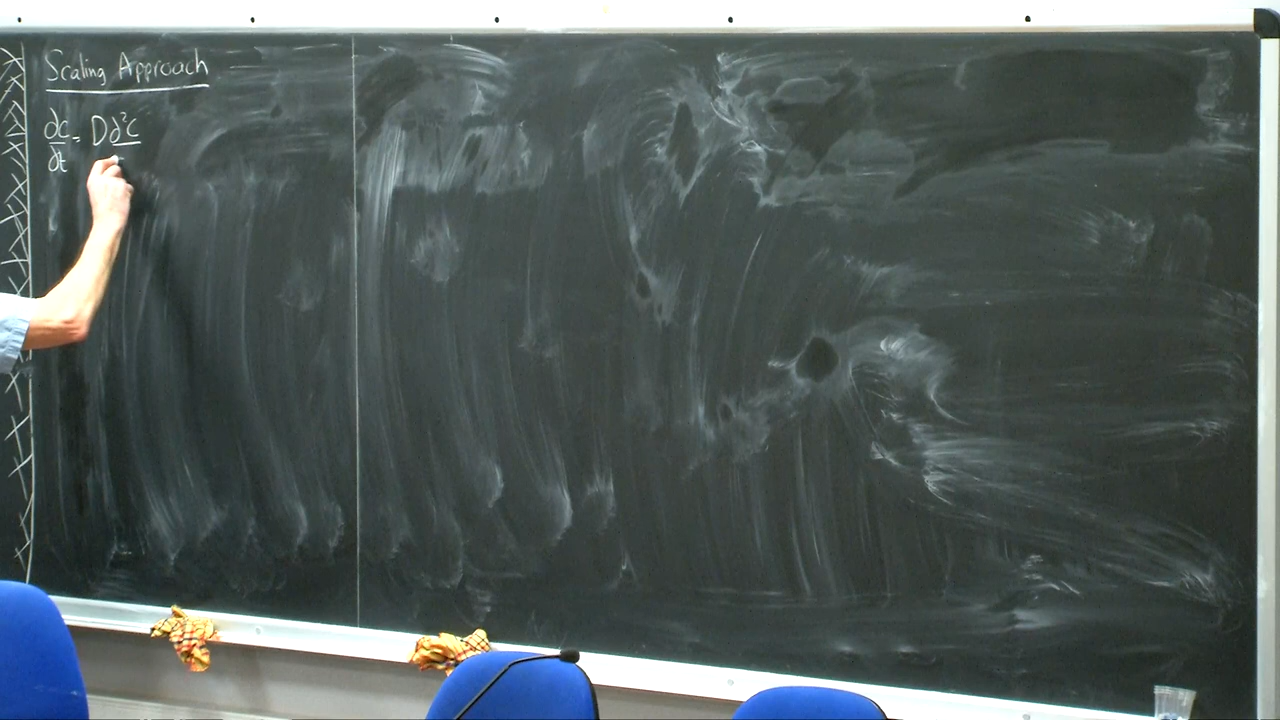 Scaling Approach
∂c/∂t = D∂²c